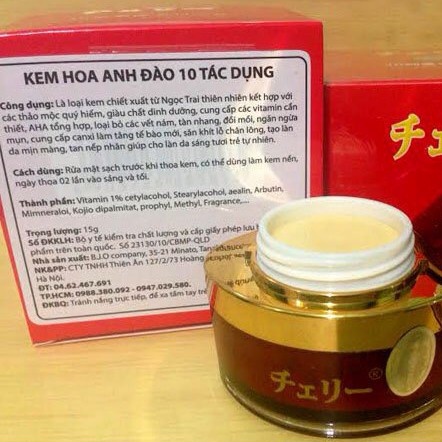 KEM HOA ANH ĐÀO 10 TÁC DỤNG
Công dụng: Là loại kem chiết xuất từ Ngọc Trai thiên nhiên kết hợp
với các thảo mộc quý hiếm, giàu chất dinh dưỡng, cung cấp các vitamin cần
thiết, AHA tổng hợp, loại bỏ các vết nám, tàn nhang, đồi mồi, ngăn ngừa
mụn, cung cấp canxi làm tăng tế bào mới, săn khít lỗ chân lông, tạo làn
da mịn màng, tan nếp nhăn giúp cho làn da sáng tươi trẻ tự nhiên.
Cách dùng: Rửa mặt sạch trước khi thoa kem, có thể dùng làm kem nền,
ngày thoa 02 lần vào sáng và tối.
Thành phần: Vitamin 1% cetylacohol, Stearylacohol, aealin, Arbutin,
Mimneraloi, Kojio dipalmitat, prophyl, Methyl, Fragrance,...
Trọng lượng: 15g
Số ĐKKLH: Bộ y tế kiểm tra chất lượng và cấp giấy phép lưu
phẩm trên toàn quốc. Số 23130/10/CBMP-QLD
Nhà sản xuất: B.J.O company, 35-21 Minato,
NK&PP: CTY TNHH Thiên Ân 127/2/73 Hoàng
Hà Nội.
ĐT: 04.62.467.691
TP.HCM: 0988.380.092 - 0947.029.580.
ĐKBQ: Tránh nắng trực tiếp, để xa tầm tay trẻ
チェ
チェリー®